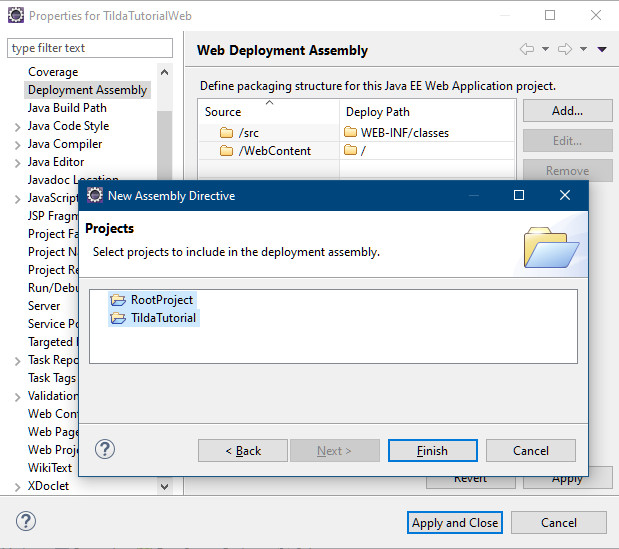 Properties for TildaTutorialWeb
type filter text
Coverage
Deployment Assembly
Java Build Path
Java Code Style
Java Compiler
Java Editor
Javadoc Location
JavaScript
JSP Fragm
Project Fa
Project Na
Project Re
Run/Debu
Server
Service Po
Targeted
Task Repo
Task Tags
Validation
Web Cont
Web Page
Web Proje
WikiText
XDoclet
Web Deployment Assembly
Define packaging structure for this Java EE Web Application project.
Source Deploy Path
/src WEB-INF/classes
/WebContent /
Add...
Edit...
Remove
New Assembly Directive
Projects
Select projects to include in the deployment assembly.
RootProject
TildaTutorial
?
< Back Next > Finish Cancel
Revert Apply
?
Apply and Close Cancel